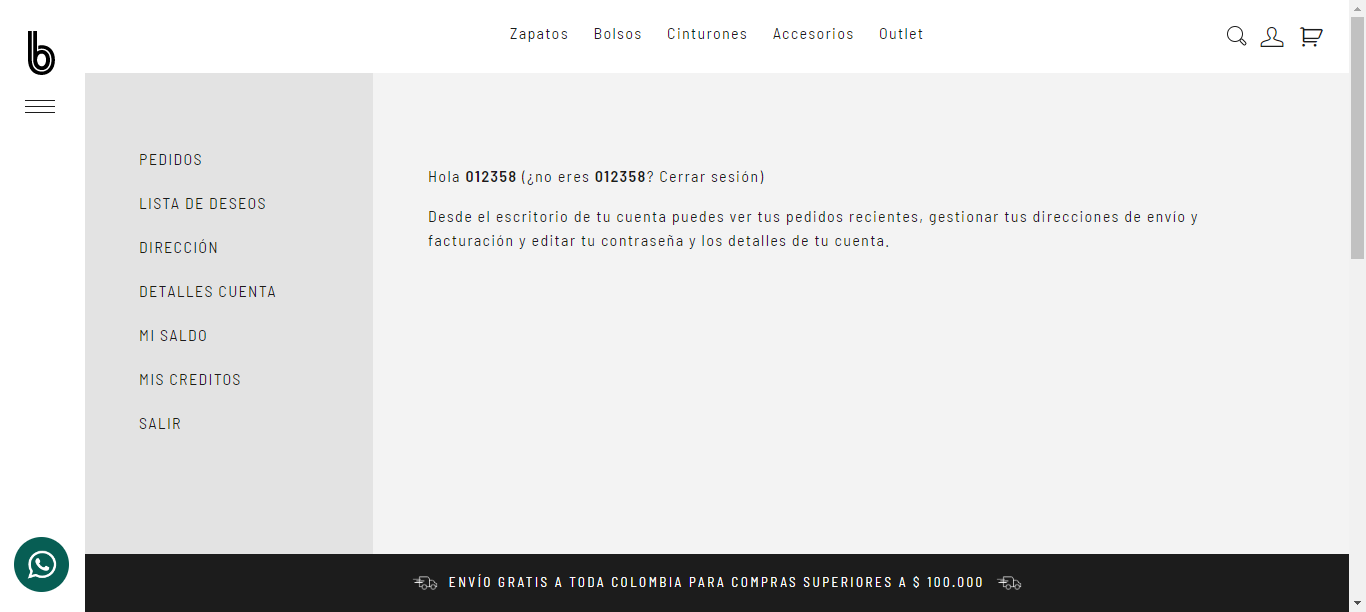 b
Zapatos Bolsos Cinturones Accesorios Outlet
PEDIDOS
LISTA DE DESEOS
DIRECCIÓN
DETALLES CUENTA
MI SALDO
MIS CREDITOS
SALIR
Hola 012358 (¿no eres 012358? Cerrar sesión)
Desde el escritorio de tu cuenta puedes ver tus pedidos recientes, gestionar tus direcciones de envío y
facturación y editar tu contraseña y los detalles de tu cuenta.
ENVÍO GRATIS A TODA COLOMBIA PARA COMPRAS SUPERIORES A $ 100.000